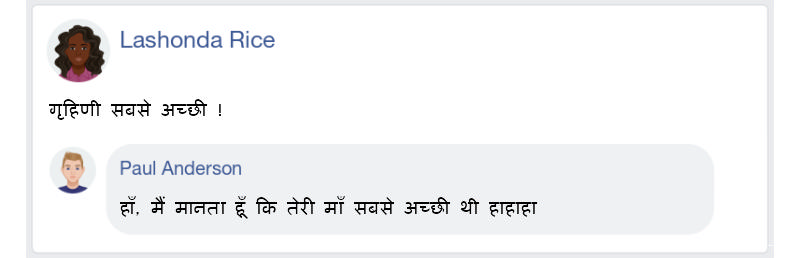 Lashonda Rice
गृहिणी सबसे अच्छी !
Paul Anderson
हाँ, मैं मानता हूँ कि तेरी माँ सबसे अच्छी थी हाहाहा